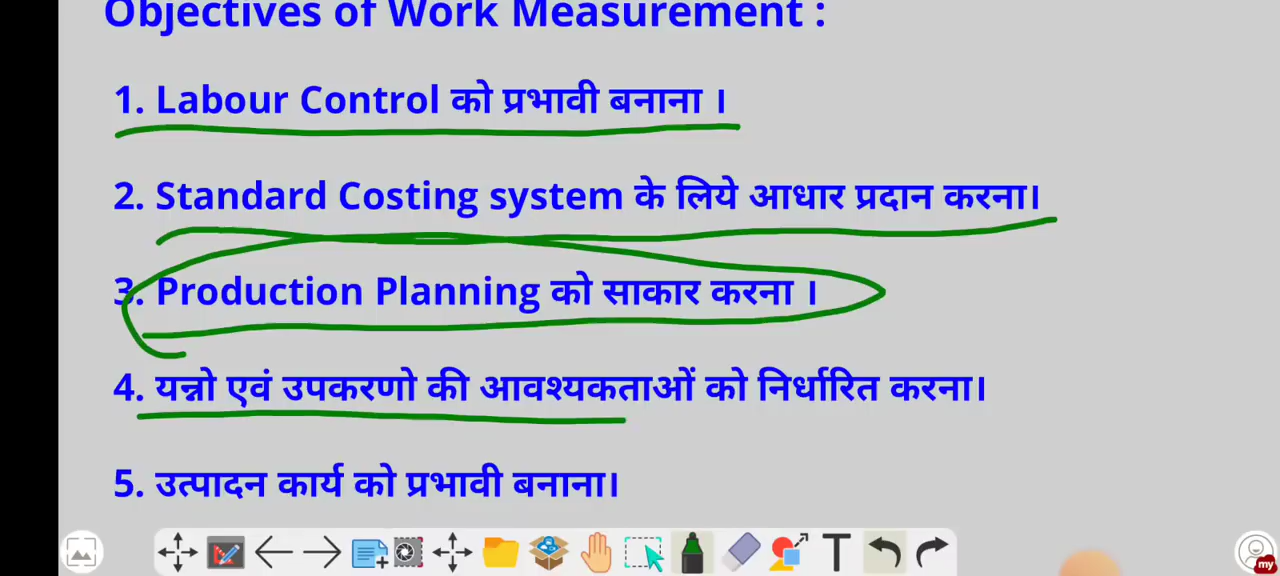 Objectives of Work Measurement :
1. Labour Control को प्रभावी बनाना ।
2. Standard Costing system के लिये आधार प्रदान करना।
3. Production Planning को साकार करना ।
4. यन्नो एवं उपकरणो की आवश्यकताओं को निर्धारित करना।
5. उत्पादन कार्य को प्रभावी बनाना।
T
my